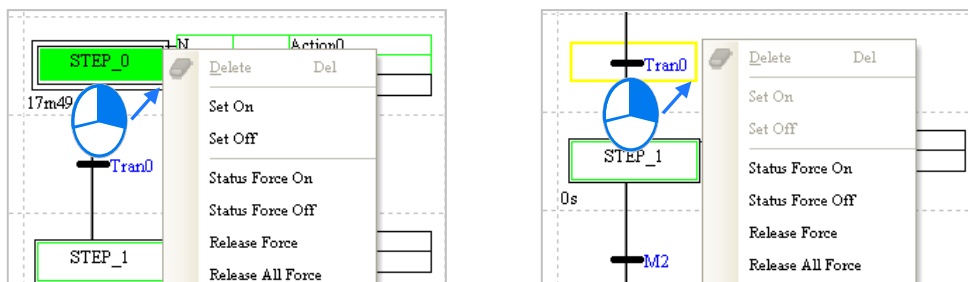 N Action0
STEP_0
Delete Del
17m49
Set On
Set Off
Tran0
Status Force On
Status Force Off
Release Force
STEP_1
Release All Force
Tran0
Delete Del
Set On
Set Off
STEP_1
Status Force On
0s
Status Force Off
Release Force
M2
Release All Force